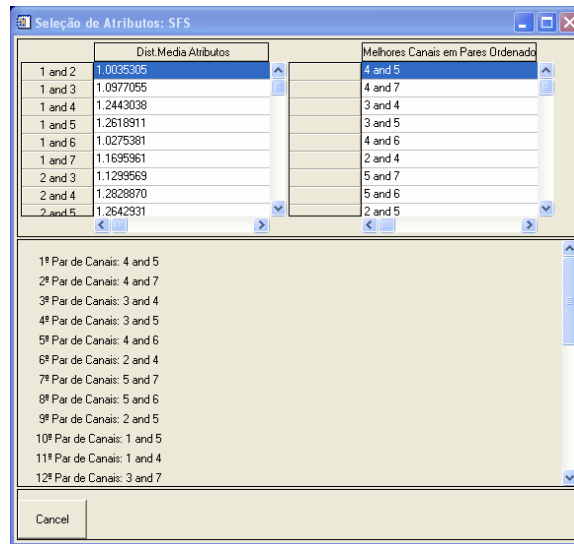 Seleção de Atributos: SFS
Dist.Media Atributos Melhores Canais em Pares Ordenado
1 and 2 1.0035305 4 and 5
1 and 3 1.0977055 4 and 7
1 and 4 1.2443038 3 and 4
1 and 5 1.2618911 3 and 5
1 and 6 1.0275381 4 and 6
1 and 7 1.1695961 2 and 4
2 and 3 1.1299569 5 and 7
2 and 4 1.2828870 5 and 6
2 and 5 1.2642931 2 and 5
1º Par de Canais: 4 and 5
2º Par de Canais: 4 and 7
3º Par de Canais: 3 and 4
4º Par de Canais: 3 and 5
5º Par de Canais: 4 and 6
6º Par de Canais: 2 and 4
7º Par de Canais: 5 and 7
8º Par de Canais: 5 and 6
9º Par de Canais: 2 and 5
10º Par de Canais: 1 and 5
11º Par de Canais: 1 and 4
12º Par de Canais: 3 and 7
Cancel